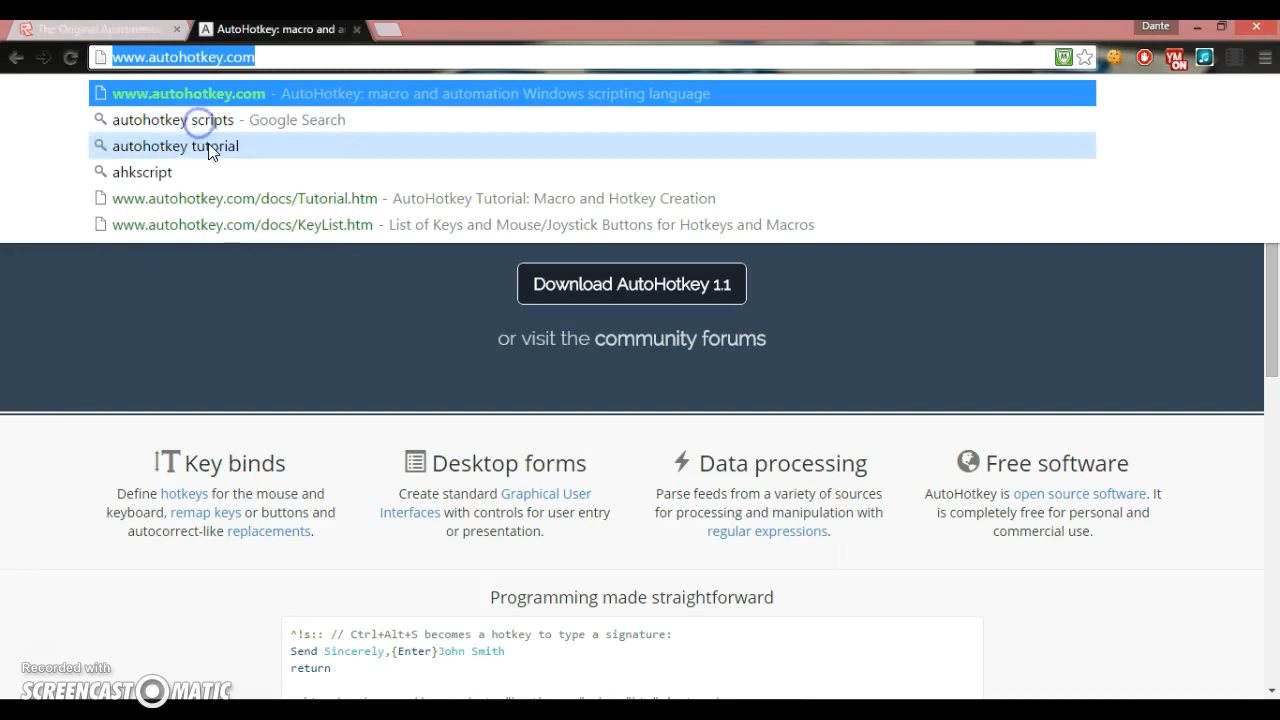 The Original Apartment
AutoHotkey: macro and a
Dante
www.autohotkey.com
www.autohotkey.com - AutoHotkey: macro and automation Windows scripting language
autohotkey scripts - Google Search
autohotkey tutorial
ahkscript
www.autohotkey.com/docs/Tutorial.htm - AutoHotkey Tutorial: Macro and Hotkey Creation
www.autohotkey.com/docs/KeyList.htm - List of Keys and Mouse/Joystick Buttons for Hotkeys and Macros
Download AutoHotkey 1.1
or visit the community forums
Key binds
Define hotkeys for the mouse and
keyboard, remap keys or buttons and
autocorrect-like replacements.
Desktop forms
Create standard Graphical User
Interfaces with controls for user entry
or presentation.
Data processing
Parse feeds from a variety of sources
for processing and manipulation with
regular expressions.
Free software
AutoHotkey is open source software. It
is completely free for personal and
commercial use.
Programming made straightforward
^!s:: // Ctrl+Alt+S becomes a hotkey to type a signature:
Send Sincerely,{Enter}John Smith
return
Recorded with
SCREENCAST-O-MATIC